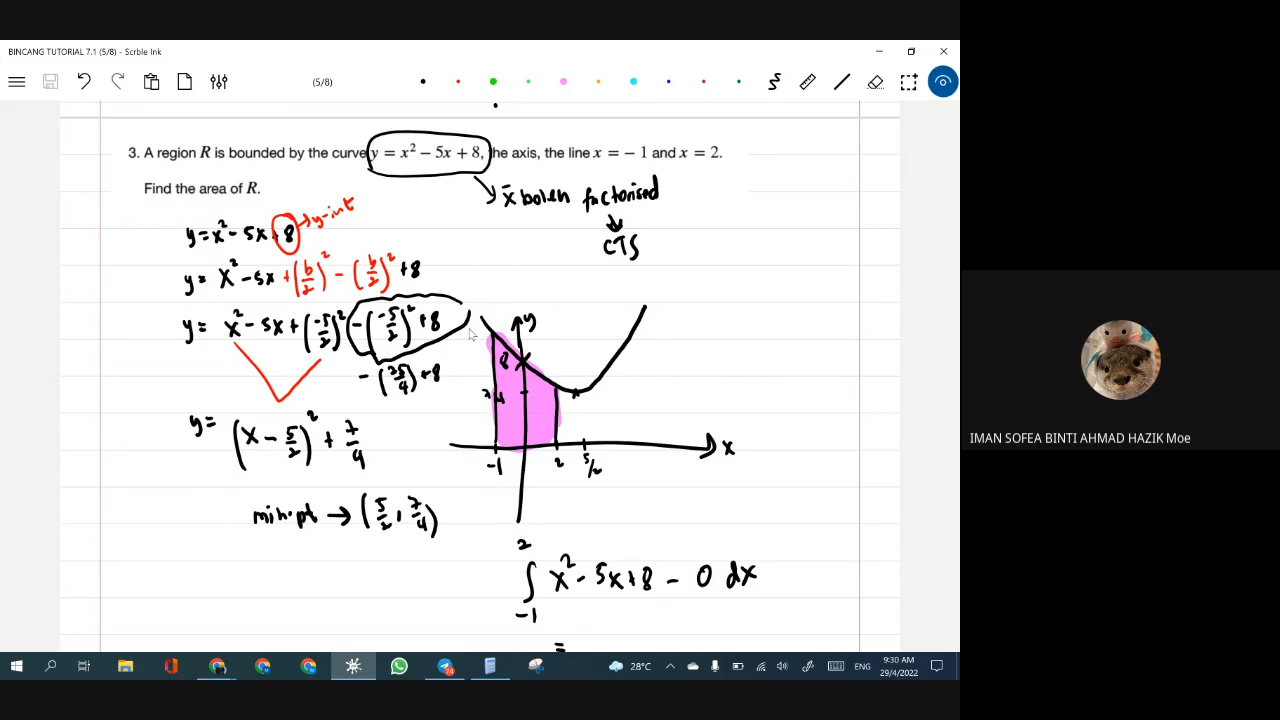 BINCANG TUTORIAL 7.1 (5/8) - Scrble Ink
(5/8)
3. A region R is bounded by the curve y = x² − 5x + 8, the axis, the line x = − 1 and x = 2.
Find the area of R.
x̄ boleh factorised
CTS
y = x² - 5x + 8 → y-int
y = x² - 5x + (b/2)² - (b/2)² + 8
y = x² - 5x + (-5/2)² - (-5/2)² + 8
- (25/4) + 8
y = (x - 5/2)² + 7/4
min. pt → (5/2, 7/4)
y
8
7/4
-1 2 5/2 x
∫₋₁² x² - 5x + 8 - 0 dx
=
IMAN SOFEA BINTI AHMAD HAZIK Moe
24
28°C
ENG
9:30 AM
29/4/2022